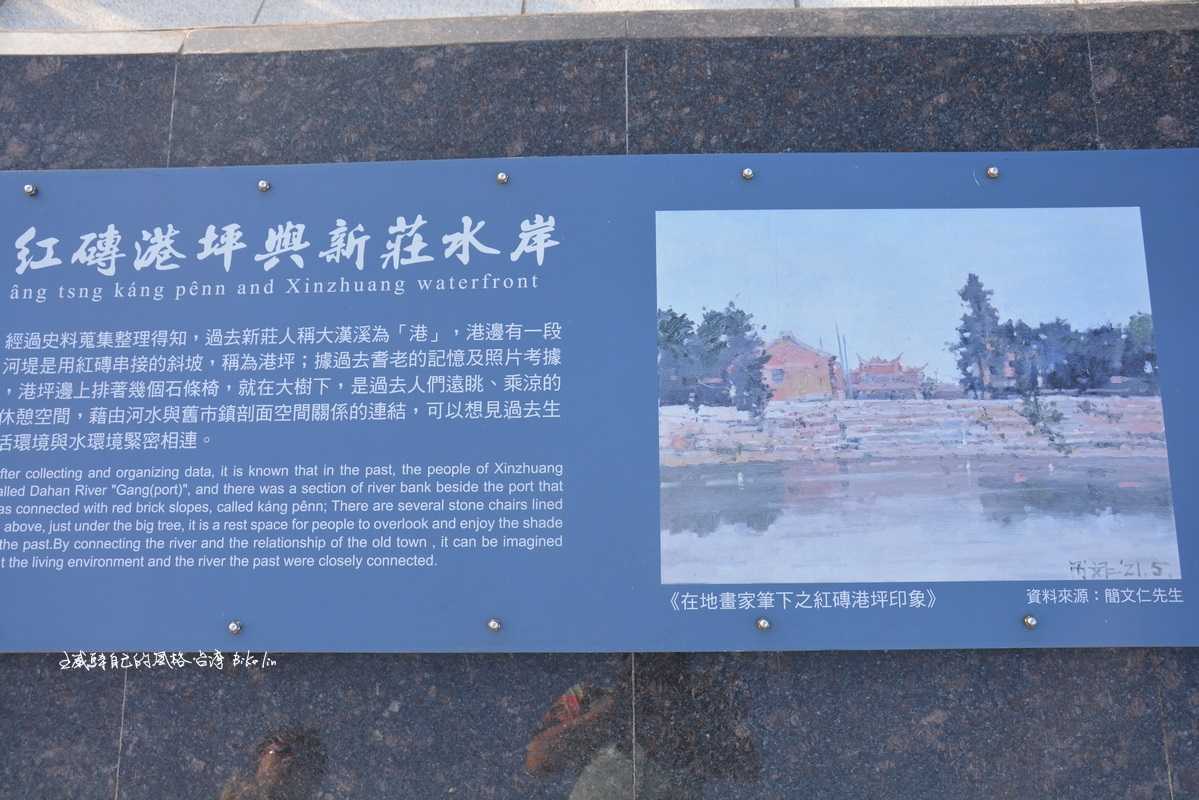 紅磚港坪與新莊水岸
âng tsng káng pênn and Xinzhuang waterfront
經過史料蒐集整理得知，過去新莊人稱大漢溪為「港」，港邊有一段
河堤是用紅磚串接的斜坡，稱為港坪；據過去耆老的記憶及照片考據
，港坪邊上排著幾個石條椅，就在大樹下，是過去人們遠眺、乘涼的
休憩空間，藉由河水與舊市鎮剖面空間關係的連結，可以想見過去生
活環境與水環境緊密相連。
fter collecting and organizing data, it is known that in the past, the people of Xinzhuang
alled Dahan River "Gang(port)", and there was a section of river bank beside the port that
as connected with red brick slopes, called káng pênn; There are several stone chairs lined
above, just under the big tree, it is a rest space for people to overlook and enjoy the shade
the past.By connecting the river and the relationship of the old town , it can be imagined
t the living environment and the river the past were closely connected.
'21.5
《在地畫家筆下之紅磚港坪印象》
資料來源：簡文仁先生
自己的風格 台灣 Biko lin